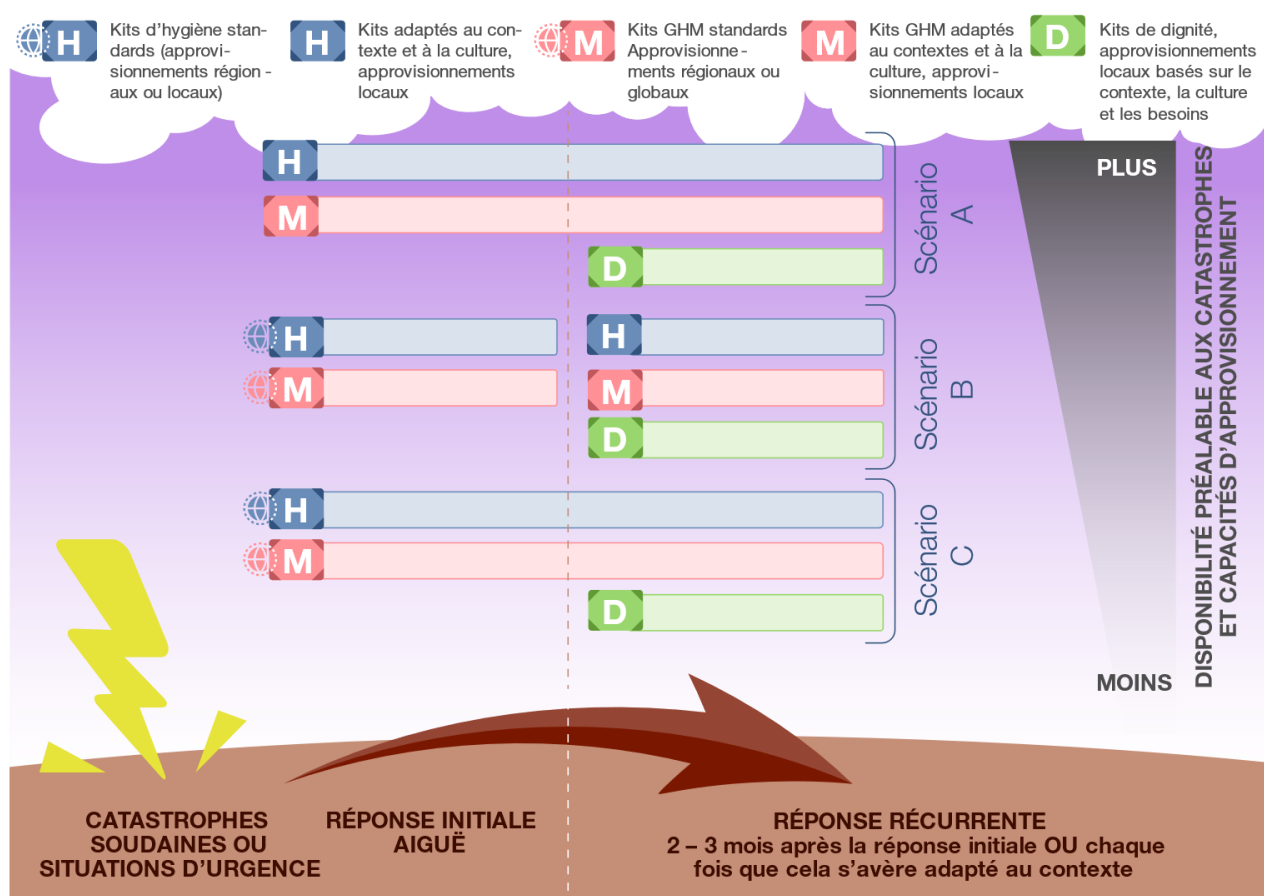 H
Kits d’hygiène stan-
dards (approvi-
sionnements région -
aux ou locaux)
H
Kits adaptés au con-
texte et à la culture,
approvisionnements
locaux
M
Kits GHM standards
Approvisionne -
ments régionaux ou
globaux
M
Kits GHM adaptés
au contextes et à la
culture, approvi-
sionnements locaux
D
Kits de dignité,
approvisionnements
locaux basés sur le
contexte, la culture
et les besoins
H
M
D
Scénario
A
H
H
M
M
D
Scénario
B
H
M
D
Scénario
C
PLUS
MOINS
DISPONIBILITÉ PRÉALABLE AUX CATASTROPHES
ET CAPACITÉS D’APPROVISIONNEMENT
CATASTROPHES
SOUDAINES OU
SITUATIONS D’URGENCE
RÉPONSE INITIALE
AIGUË
RÉPONSE RÉCURRENTE
2 – 3 mois après la réponse initiale OU chaque
fois que cela s’avère adapté au contexte